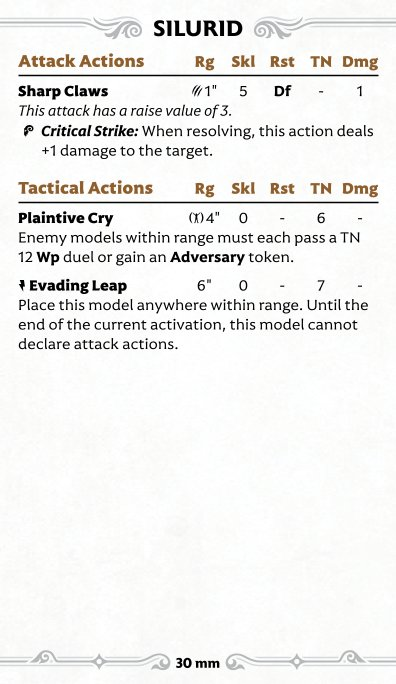 SILURID
Attack Actions Rg Skl Rst TN Dmg
Sharp Claws 1" 5 Df - 1
This attack has a raise value of 3.
Critical Strike: When resolving, this action deals
+1 damage to the target.
Tactical Actions Rg Skl Rst TN Dmg
Plaintive Cry 4" 0 - 6 -
Enemy models within range must each pass a TN
12 Wp duel or gain an Adversary token.
Evading Leap 6" 0 - 7 -
Place this model anywhere within range. Until the
end of the current activation, this model cannot
declare attack actions.
30 mm